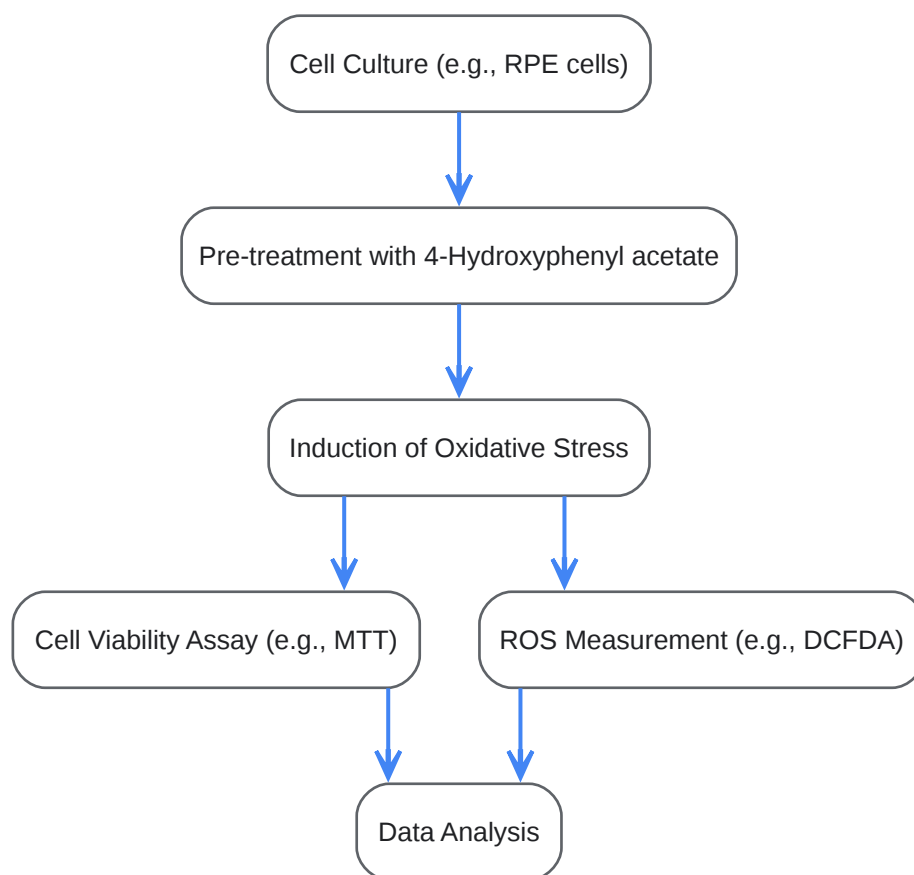 Cell Culture (e.g., RPE cells)
Pre-treatment with 4-Hydroxyphenyl acetate
Induction of Oxidative Stress
Cell Viability Assay (e.g., MTT)
ROS Measurement (e.g., DCFDA)
Data Analysis